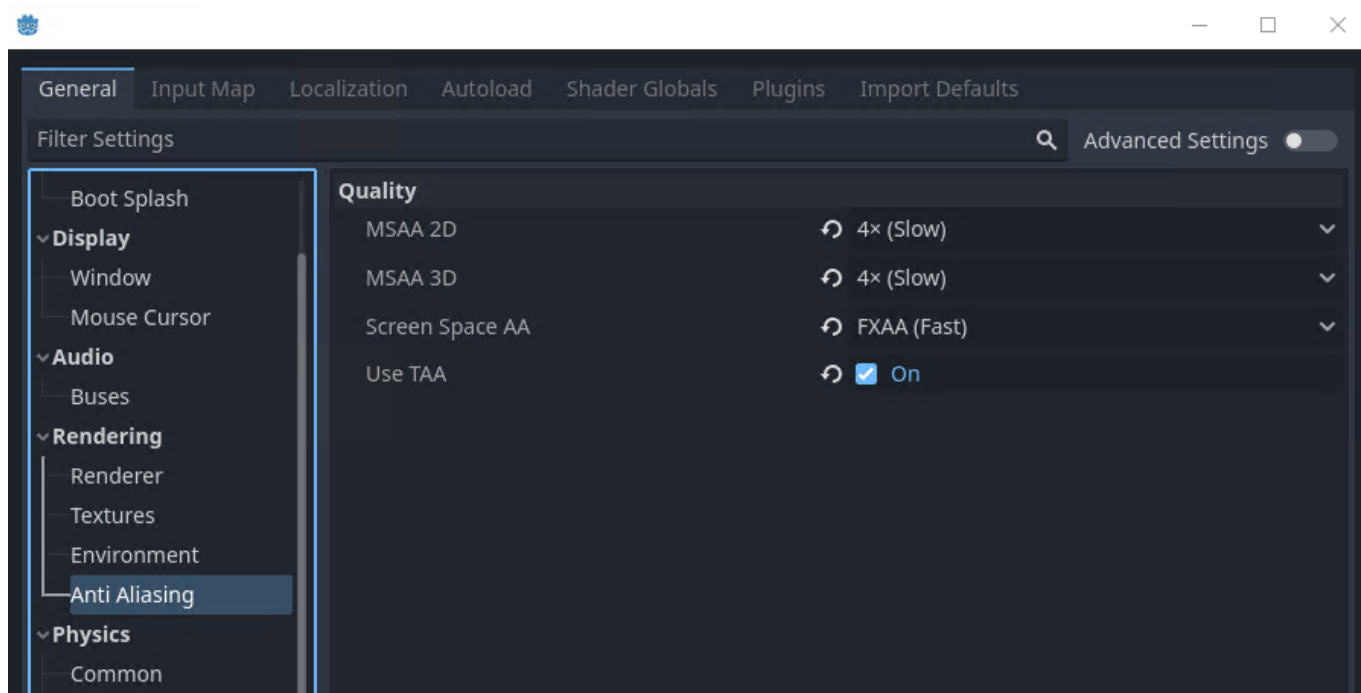 General Input Map Localization Autoload Shader Globals Plugins Import Defaults
Filter Settings Advanced Settings
Boot Splash
Display
Window
Mouse Cursor
Audio
Buses
Rendering
Renderer
Textures
Environment
Anti Aliasing
Physics
Common
Quality
MSAA 2D 4× (Slow)
MSAA 3D 4× (Slow)
Screen Space AA FXAA (Fast)
Use TAA On